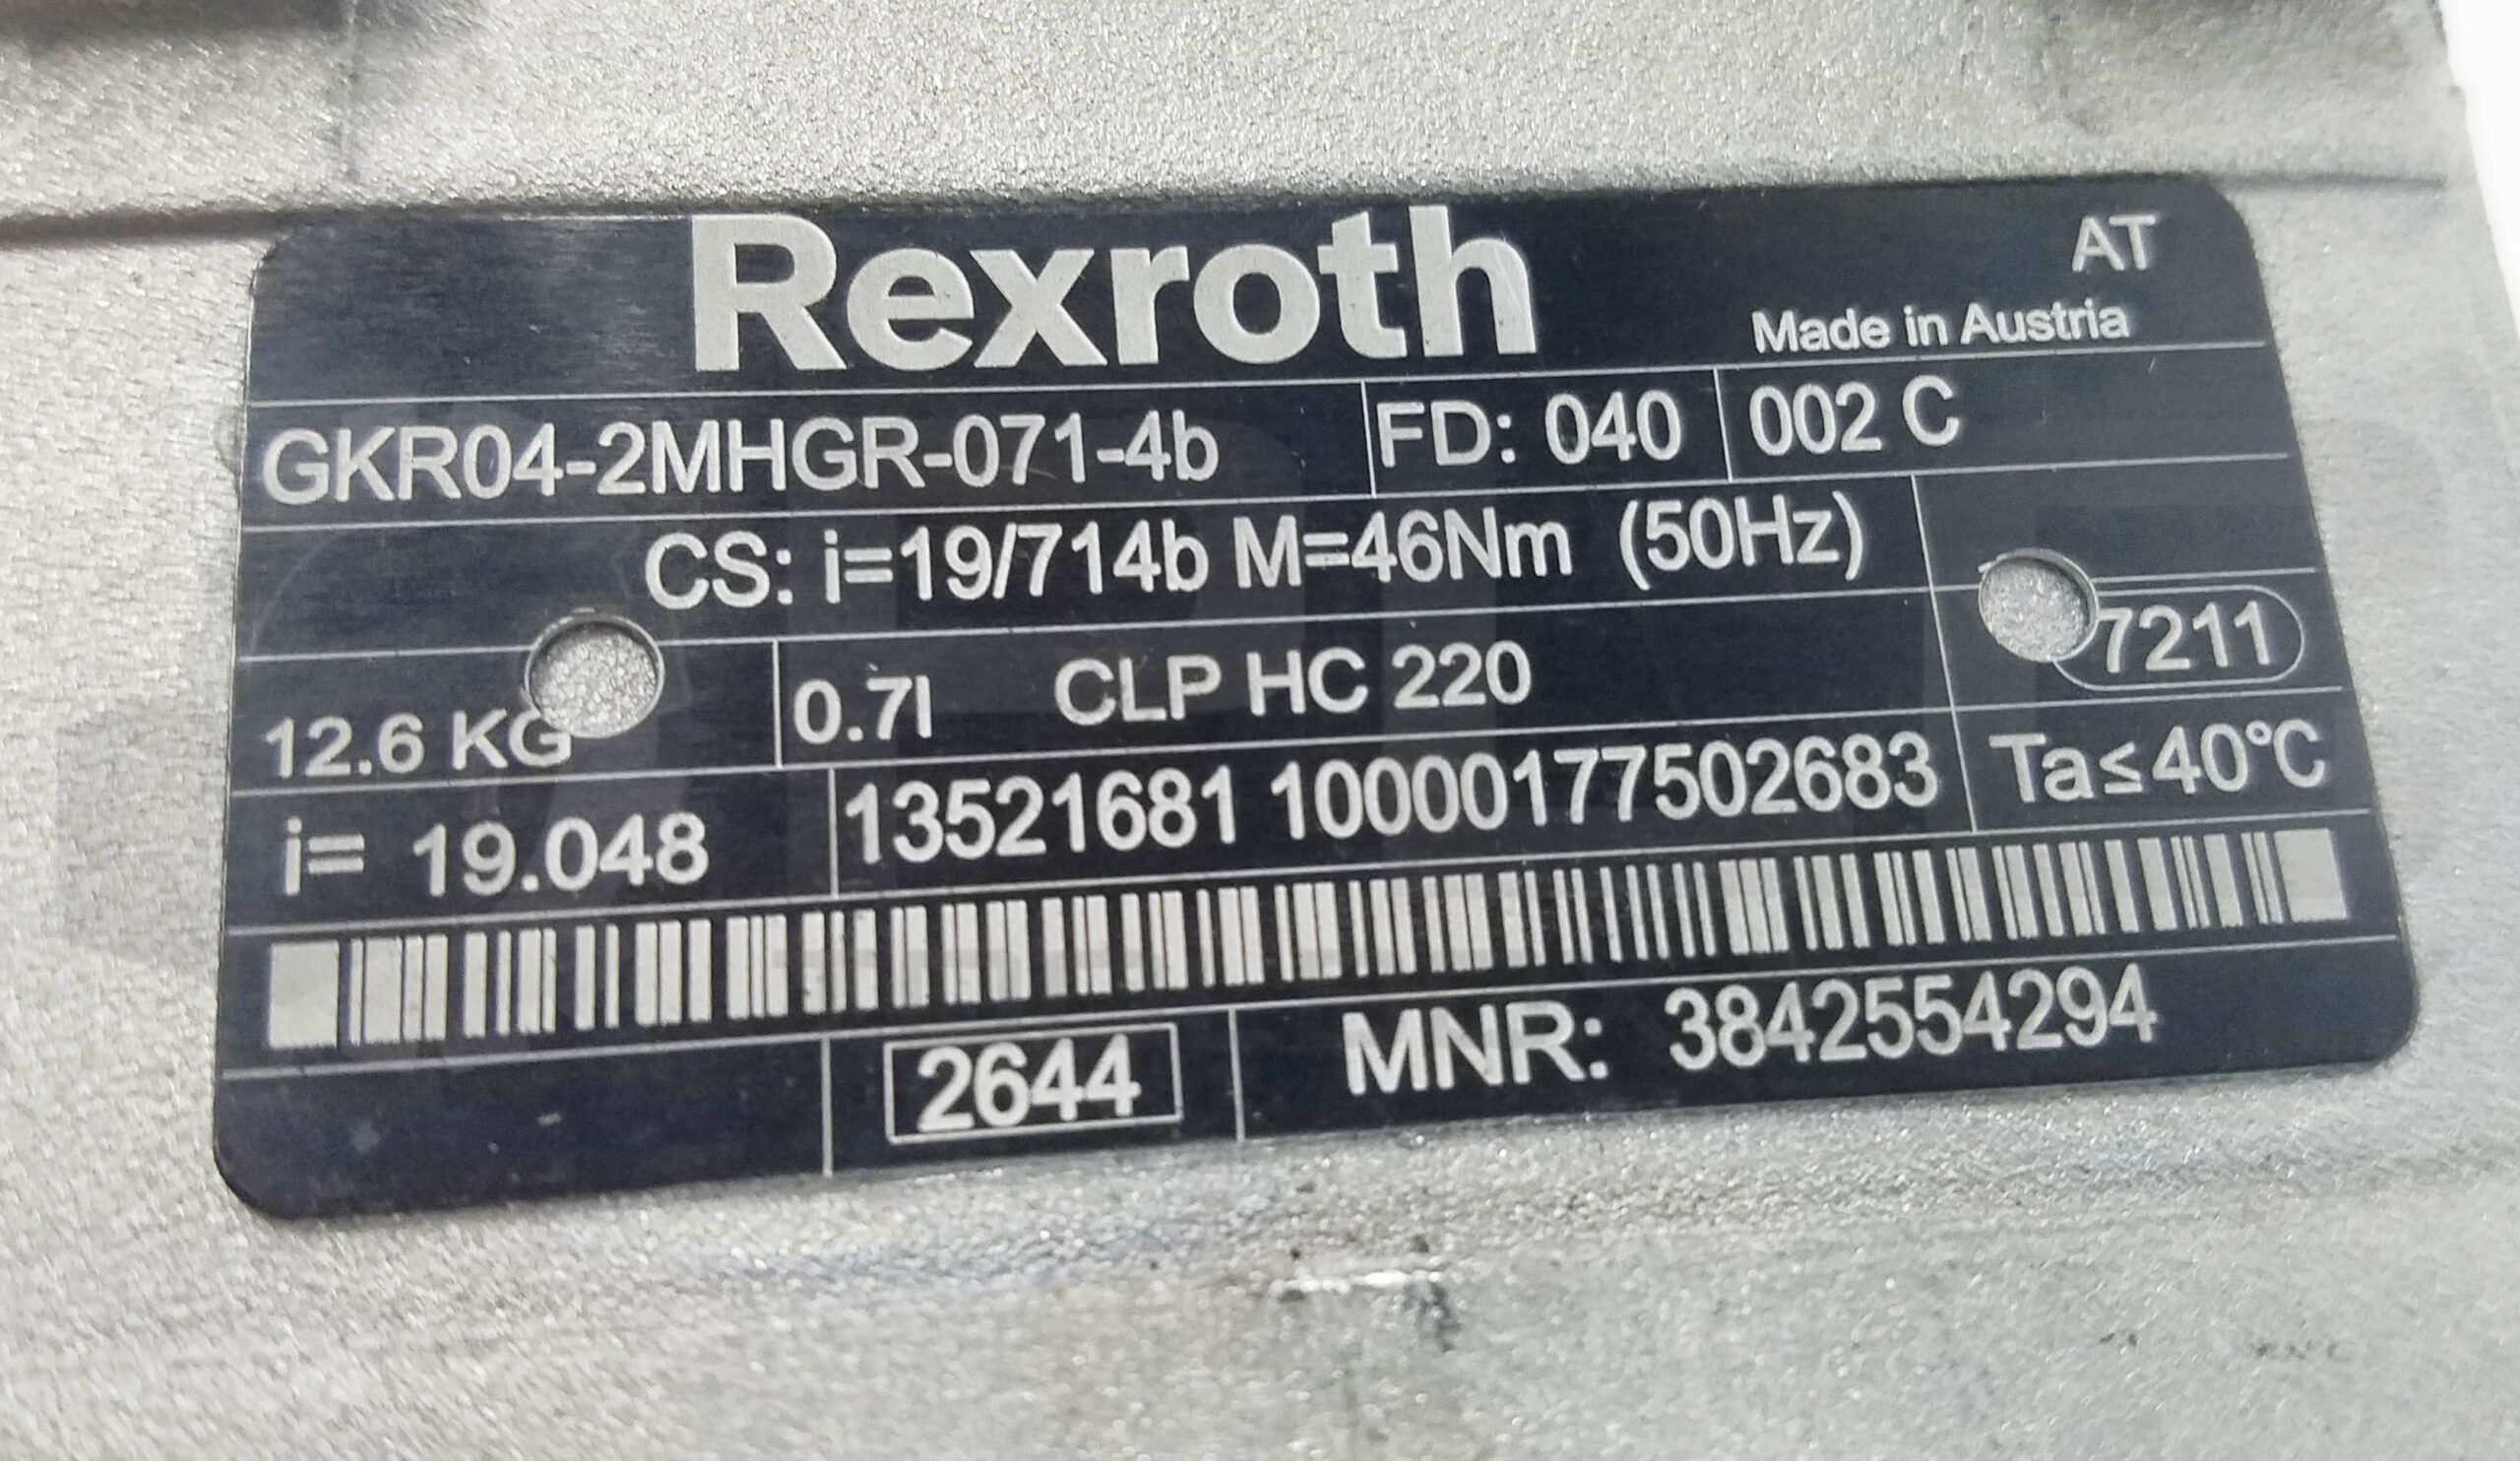 Rexroth
AT
Made in Austria
GKR04-2MHGR-071-4b FD: 040 002 C
CS: i=19/714b M=46Nm (50Hz)
7211
12.6 KG 0.7l CLP HC 220
i= 19.048 13521681 10000177502683 Ta≤40°C
2644 MNR: 3842554294